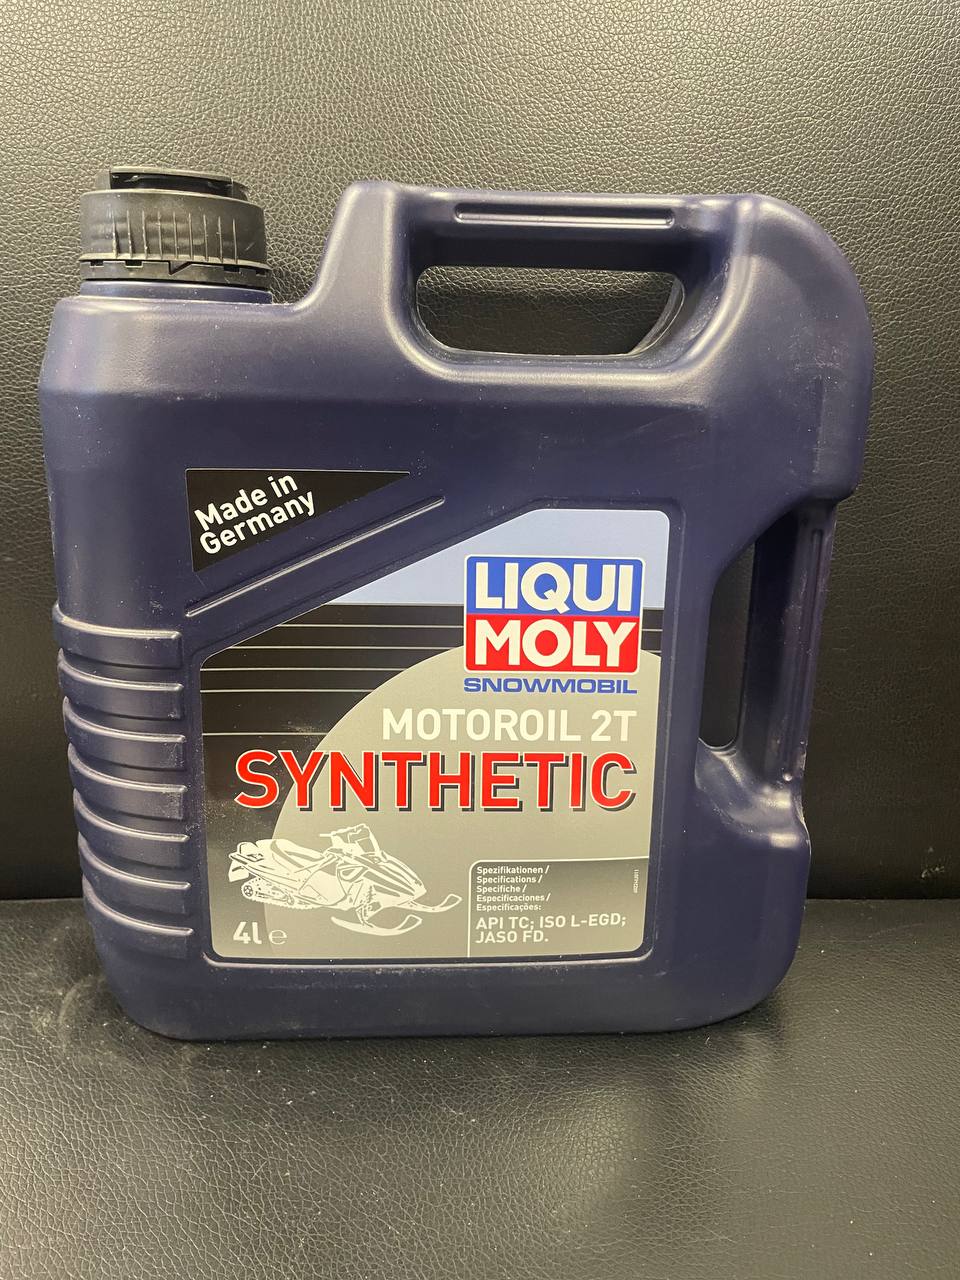 Made in
Germany
LIQUI
MOLY
SNOWMOBIL
MOTOROIL 2T
SYNTHETIC
Spezifikationen /
Specifications /
Specifiche /
Especificaciones /
Especificações:
API TC; ISO L-EGD;
JASO FD.
4l e